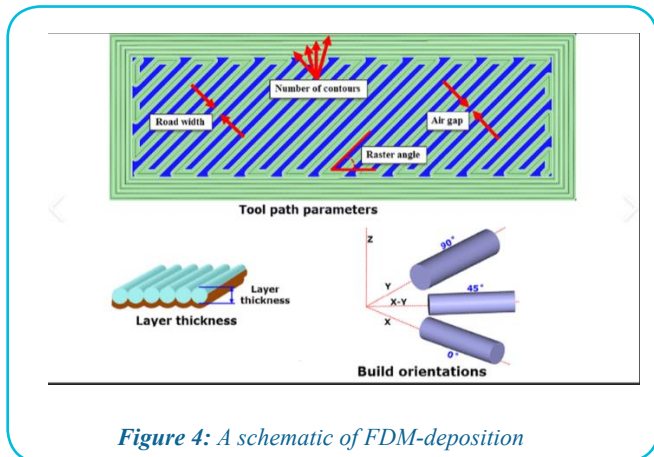 Number of contours
Road width
Air gap
Raster angle
Tool path parameters
Layer
thickness
Layer thickness
Z
90°
Y
45°
X-Y
X
0°
Build orientations
Figure 4: A schematic of FDM-deposition